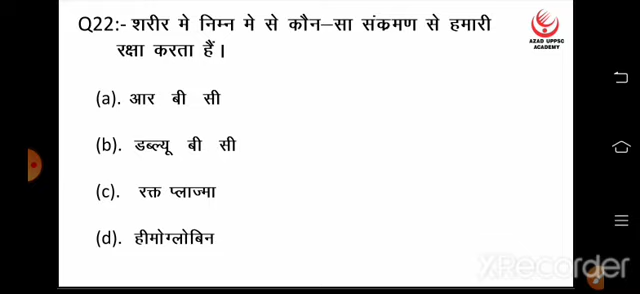 Q22:- शरीर मे निम्न मे से कौन–सा संक्रमण से हमारी
रक्षा करता हैं ।
AZAD UPPSC
ACADEMY
(a). आर बी सी
(b). डब्ल्यू बी सी
(c). रक्त प्लाज्मा
(d). हीमोग्लोबिन
XRecorder